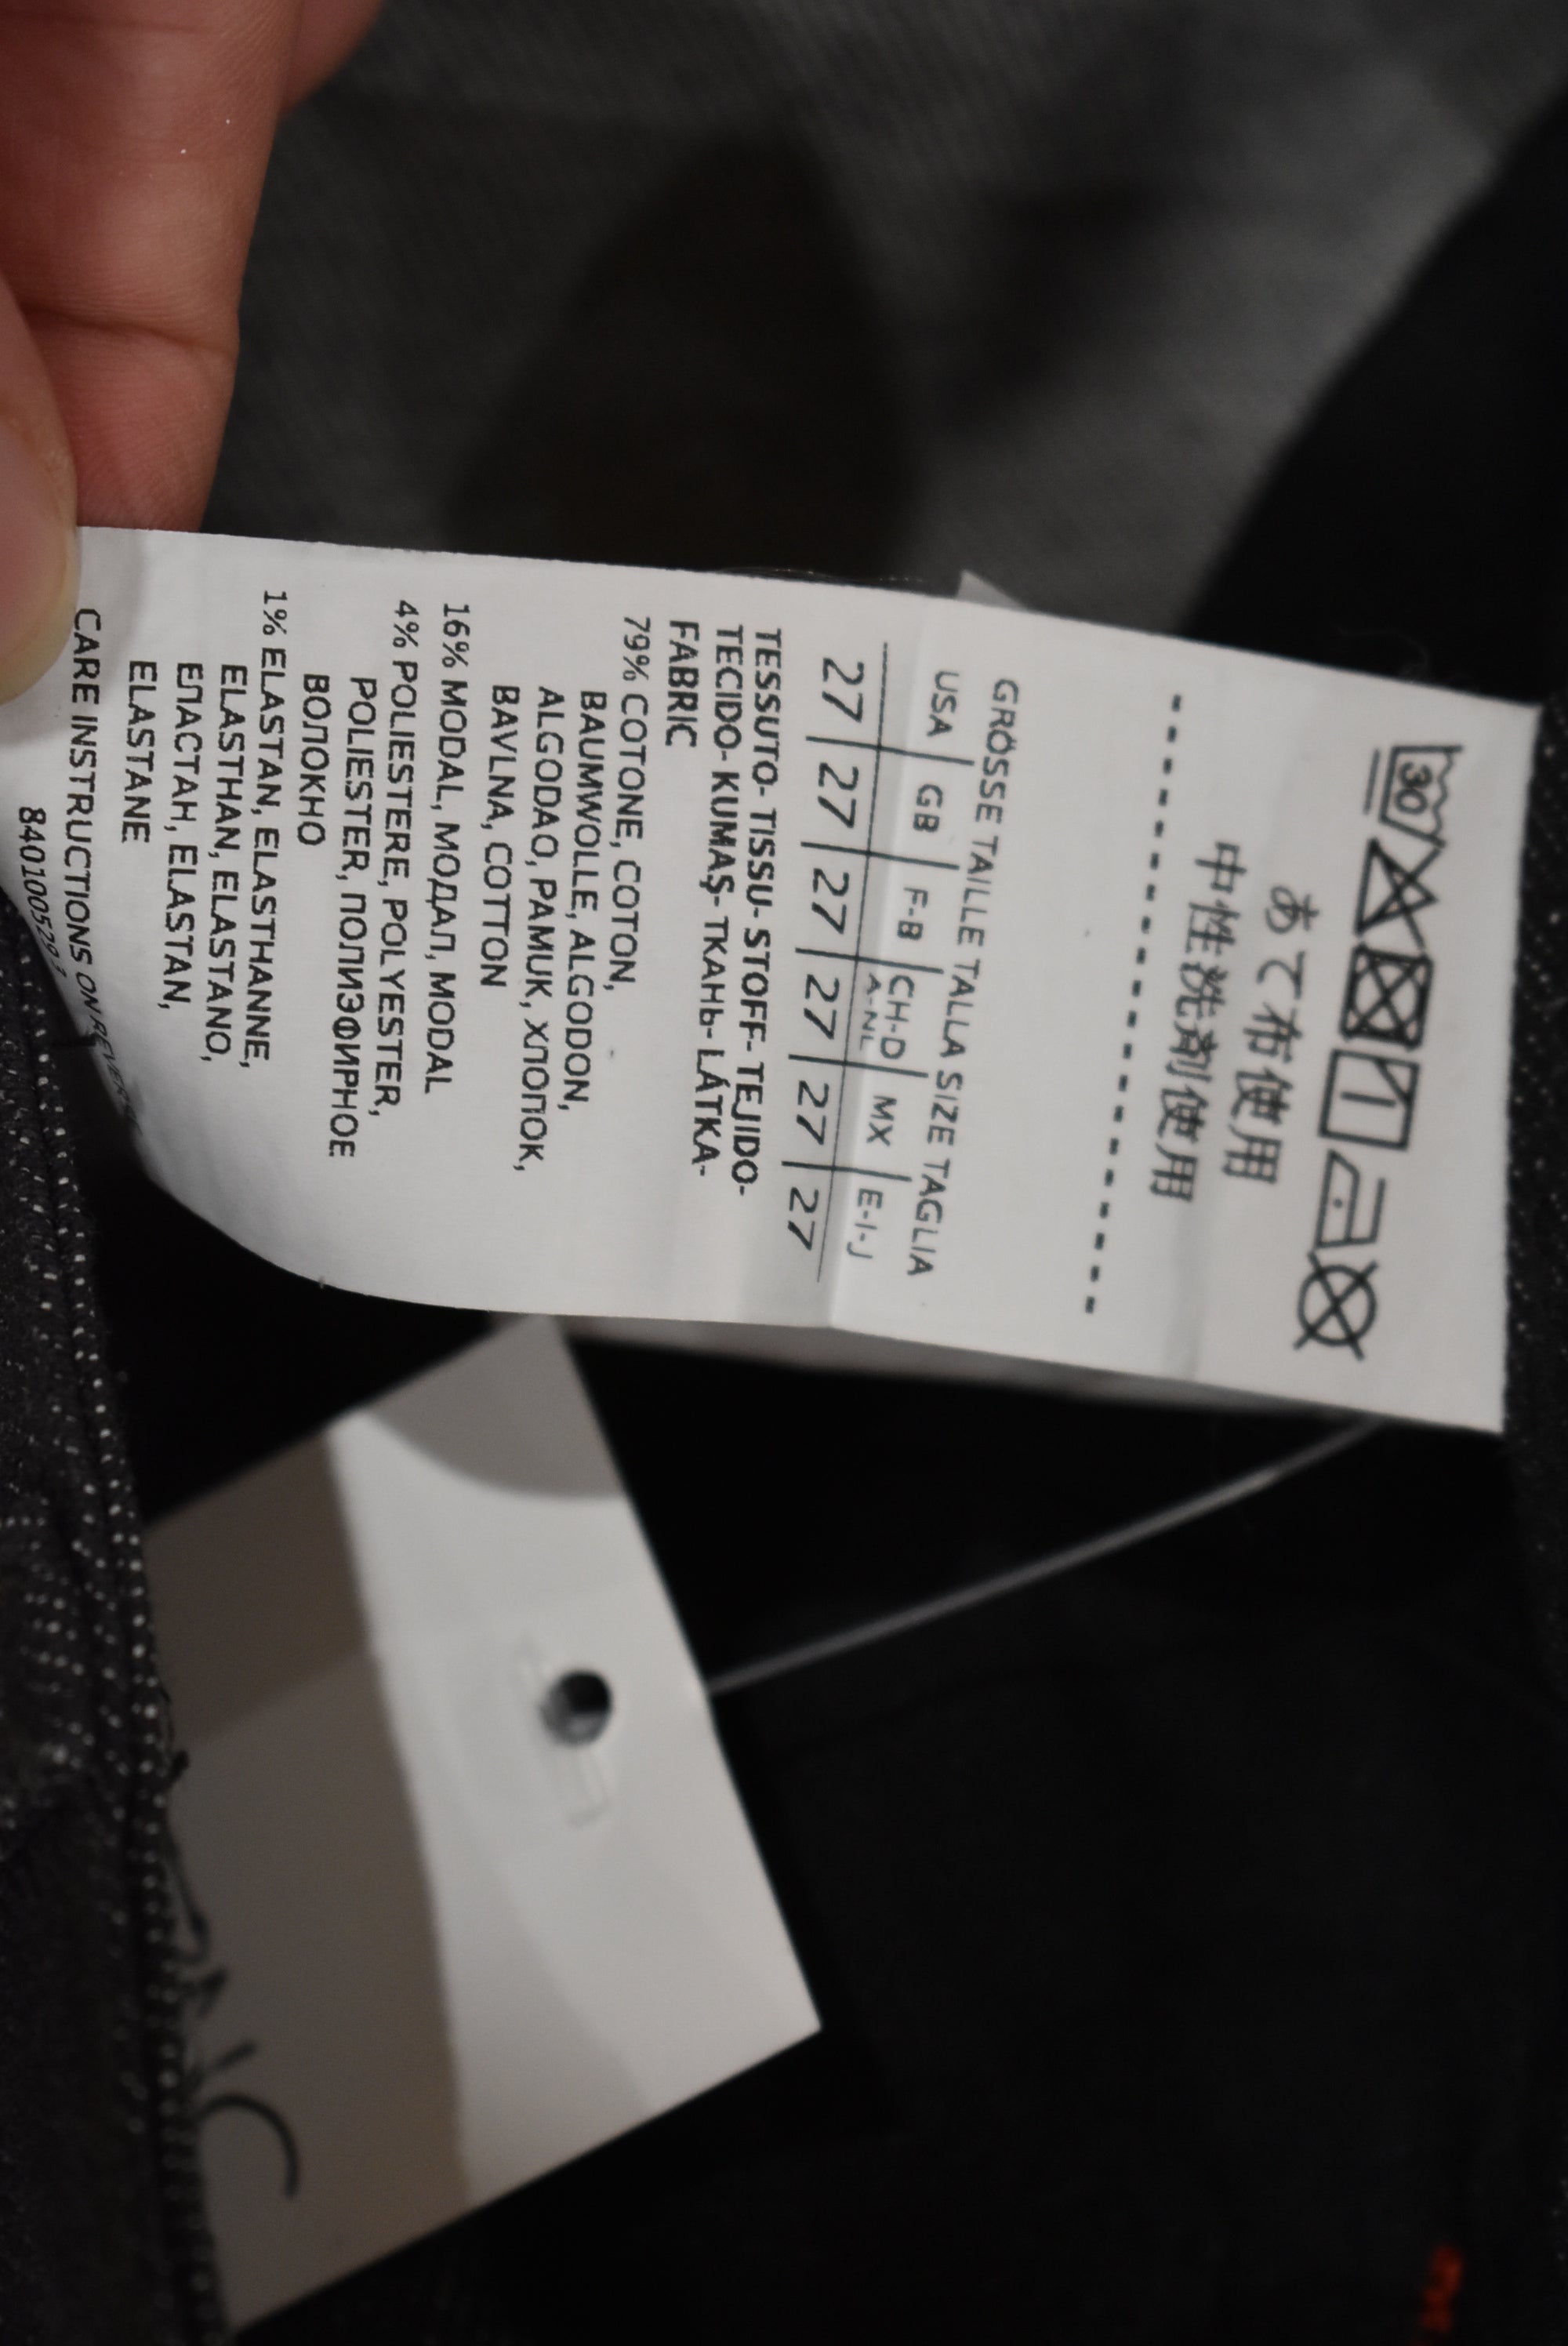 30
あて布使用
中性洗剤使用
GRÖSSE TAILLE TALLA SIZE TAGLIA
USA GB F-B CH-D A-NL MX E-I-J
27 27 27 27 27 27
TESSUTO- TISSU- STOFF- TEJIDO-
TECIDO- KUMAŞ- ТКАНЬ- LÁTKA-
FABRIC
79% COTONE, COTON,
BAUMWOLLE, ALGODON,
ALGODAO, PAMUK, ХЛОПОК,
BAVLNA, COTTON
16% MODAL, МОДАЛ, MODAL
4% POLIESTERE, POLYESTER,
POLIESTER, ПОЛИЭФИРНОЕ
ВОЛОКНО
1% ELASTAN, ELASTHANNE,
ELASTHAN, ELASTANO,
ЕЛАСТАН, ELASTAN,
ELASTANE
CARE INSTRUCTIONS ON REVERSE